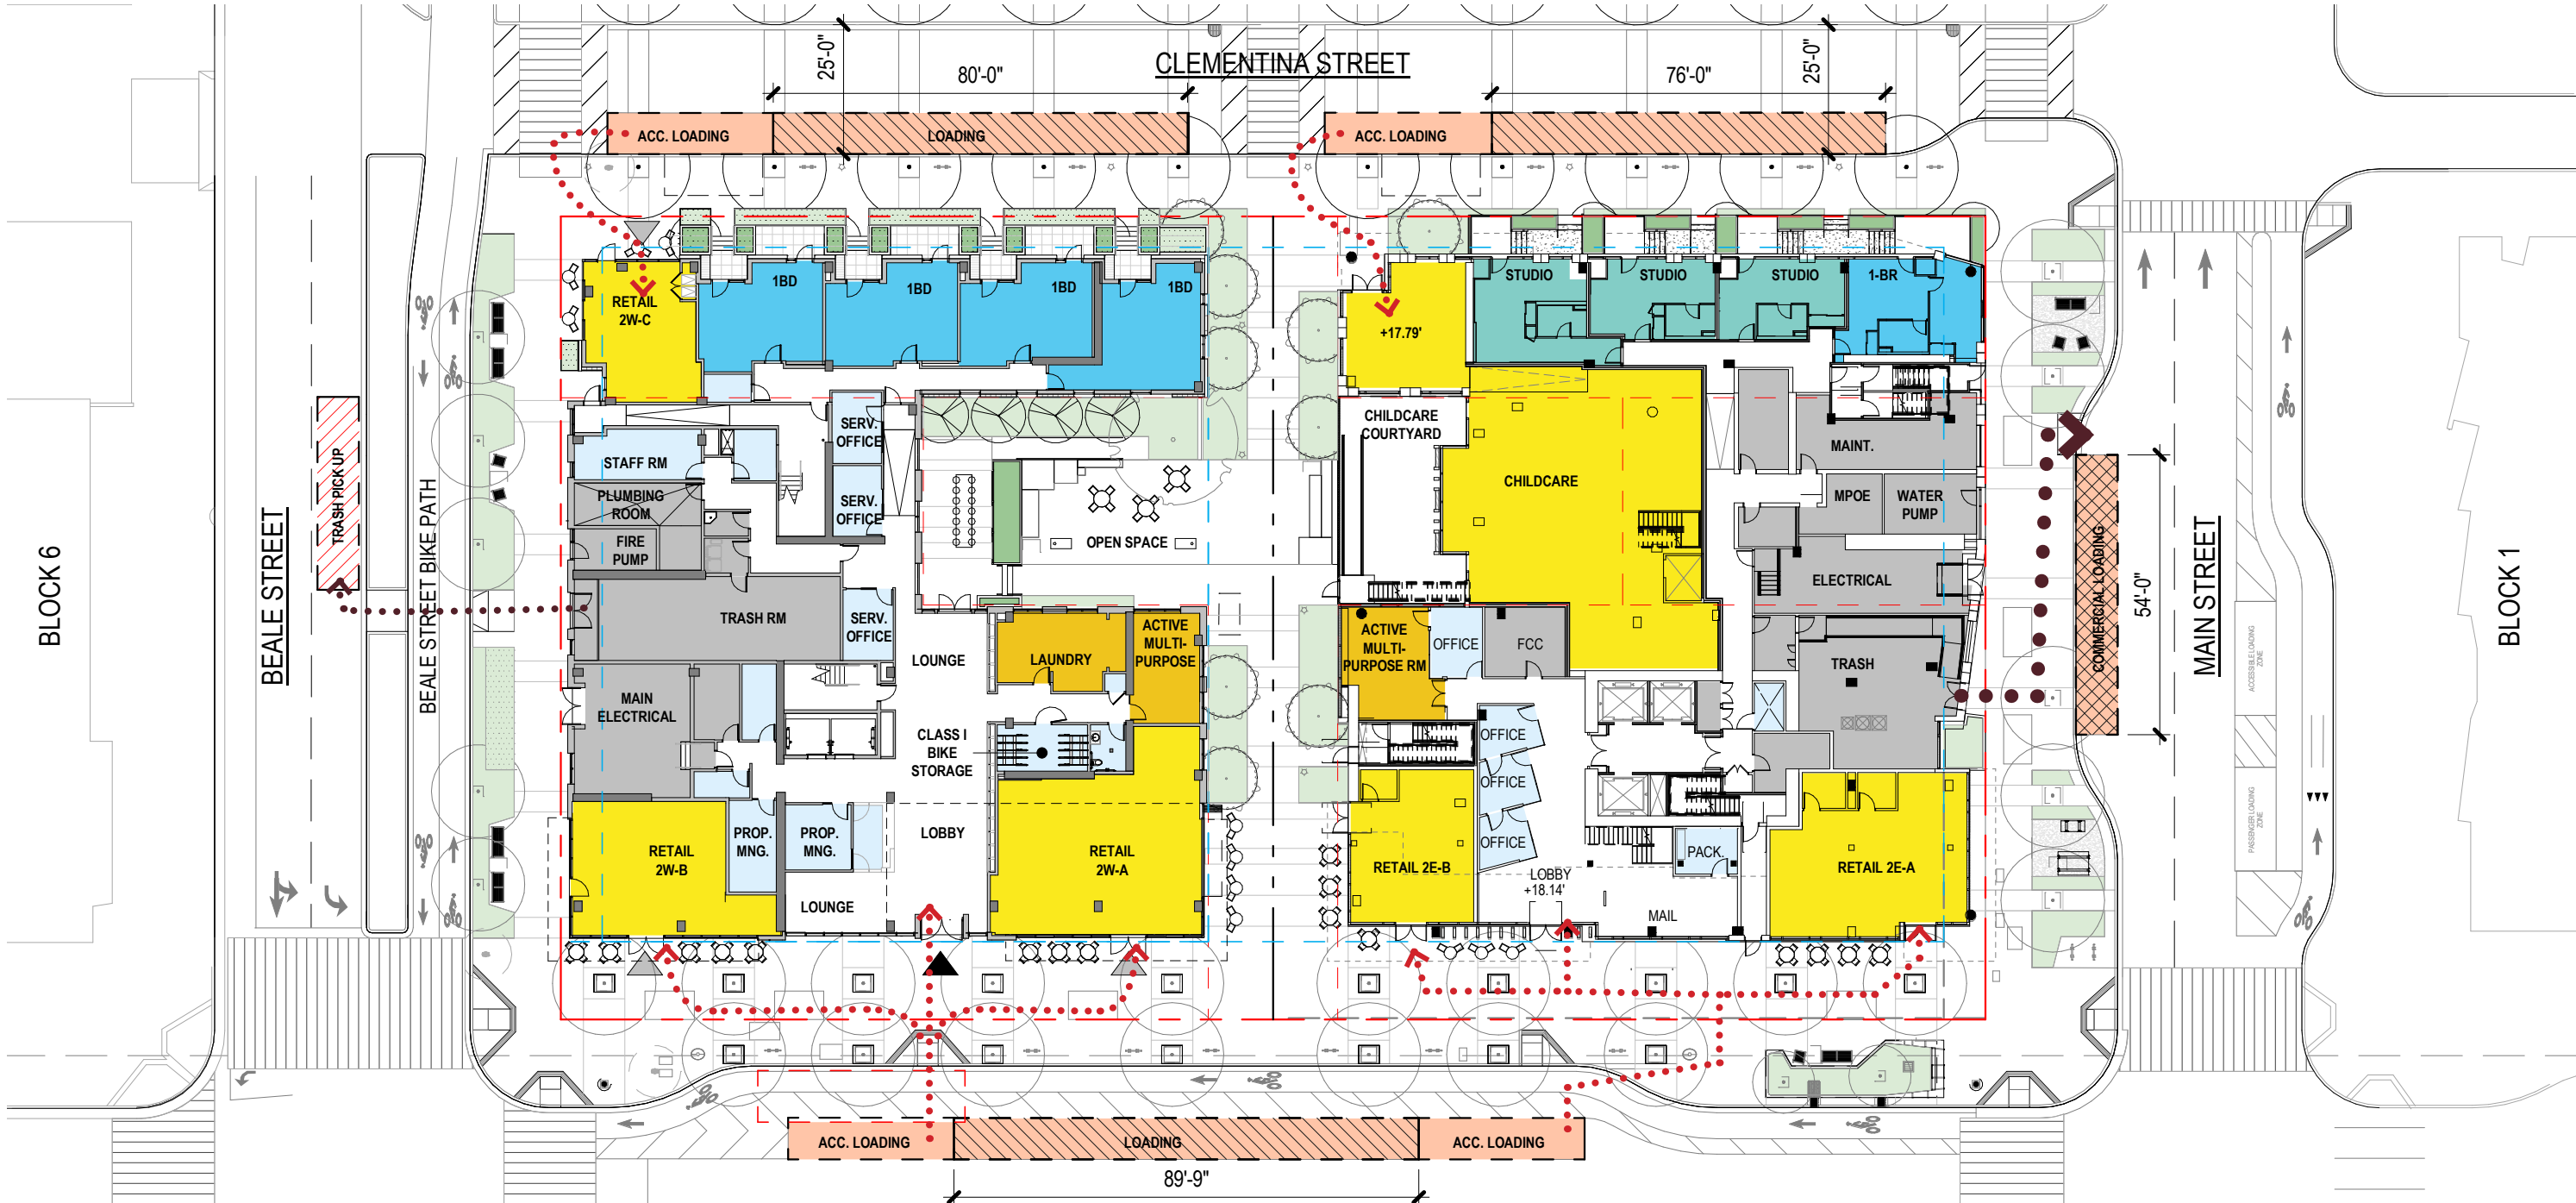 CLEMENTINA STREET
25'-0"
80'-0"
76'-0"
25'-0"
ACC. LOADING
LOADING
ACC. LOADING
RETAIL
2W-C
1BD
1BD
1BD
1BD
+17.79'
STUDIO
STUDIO
STUDIO
1-BR
SERV.
OFFICE
SERV.
OFFICE
STAFF RM
PLUMBING
ROOM
FIRE
PUMP
TRASH RM
SERV.
OFFICE
MAIN
ELECTRICAL
LOUNGE
LAUNDRY
ACTIVE
MULTI-
PURPOSE
CLASS I
BIKE
STORAGE
LOBBY
PROP.
MNG.
PROP.
MNG.
RETAIL
2W-B
LOUNGE
RETAIL
2W-A
OPEN SPACE
CHILDCARE
COURTYARD
CHILDCARE
MAINT.
MPOE
WATER
PUMP
ELECTRICAL
ACTIVE
MULTI-
PURPOSE RM
OFFICE
FCC
TRASH
OFFICE
OFFICE
OFFICE
PACK.
RETAIL 2E-B
LOBBY
+18.14'
MAIL
RETAIL 2E-A
BLOCK 6
BEALE STREET
TRASH PICK UP
BEALE STREET BIKE PATH
COMMERCIAL LOADING
54'-0"
MAIN STREET
ACCESSIBLE LOADING
ZONE
PASSENGER LOADING
ZONE
BLOCK 1
ACC. LOADING
LOADING
ACC. LOADING
89'-9"